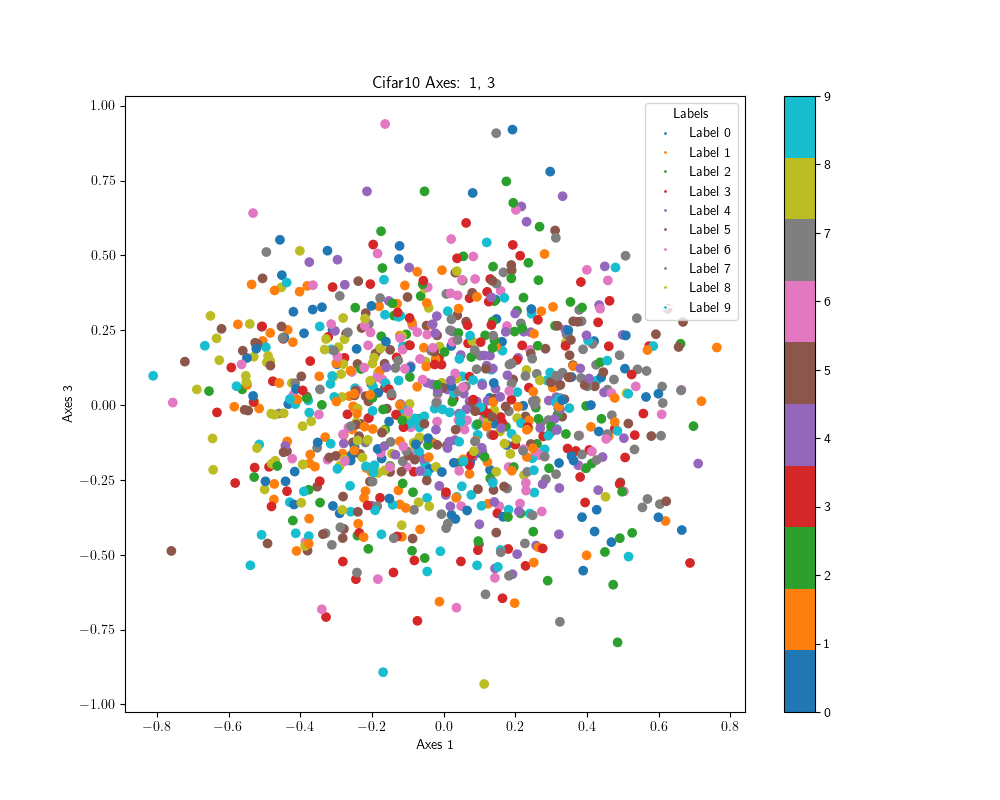 Cifar10 Axes: 1, 3
Labels
Label 0
Label 1
Label 2
Label 3
Label 4
Label 5
Label 6
Label 7
Label 8
Label 9
1.00
0.75
0.50
0.25
0.00
−0.25
−0.50
−0.75
−1.00
Axes 3
−0.8 −0.6 −0.4 −0.2 0.0 0.2 0.4 0.6 0.8
Axes 1
9
8
7
6
5
4
3
2
1
0